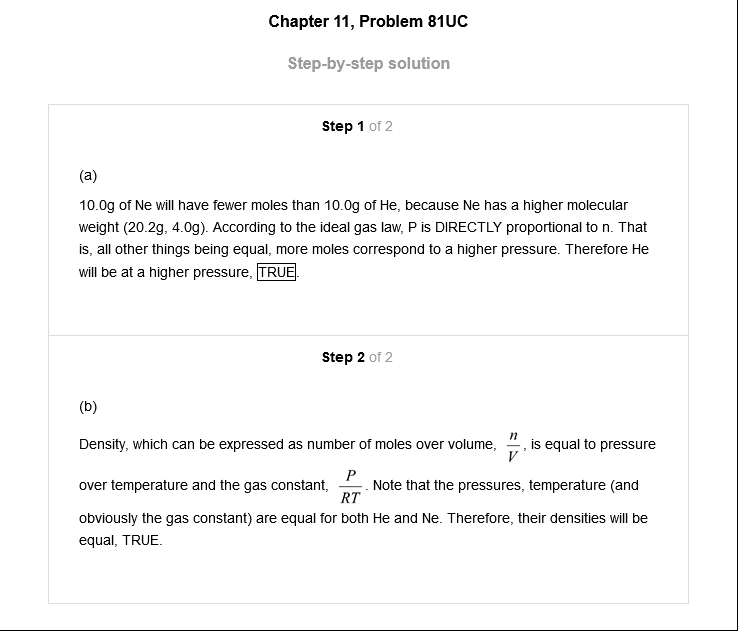 Chapter 11, Problem 81UC
Step-by-step solution
Step 1 of 2
(a)
10.0g of Ne will have fewer moles than 10.0g of He, because Ne has a higher molecular
weight (20.2g, 4.0g). According to the ideal gas law, P is DIRECTLY proportional to n. That
is, all other things being equal, more moles correspond to a higher pressure. Therefore He
will be at a higher pressure, TRUE.
Step 2 of 2
(b)
Density, which can be expressed as number of moles over volume, n/V, is equal to pressure
over temperature and the gas constant, P/RT. Note that the pressures, temperature (and
obviously the gas constant) are equal for both He and Ne. Therefore, their densities will be
equal, TRUE.